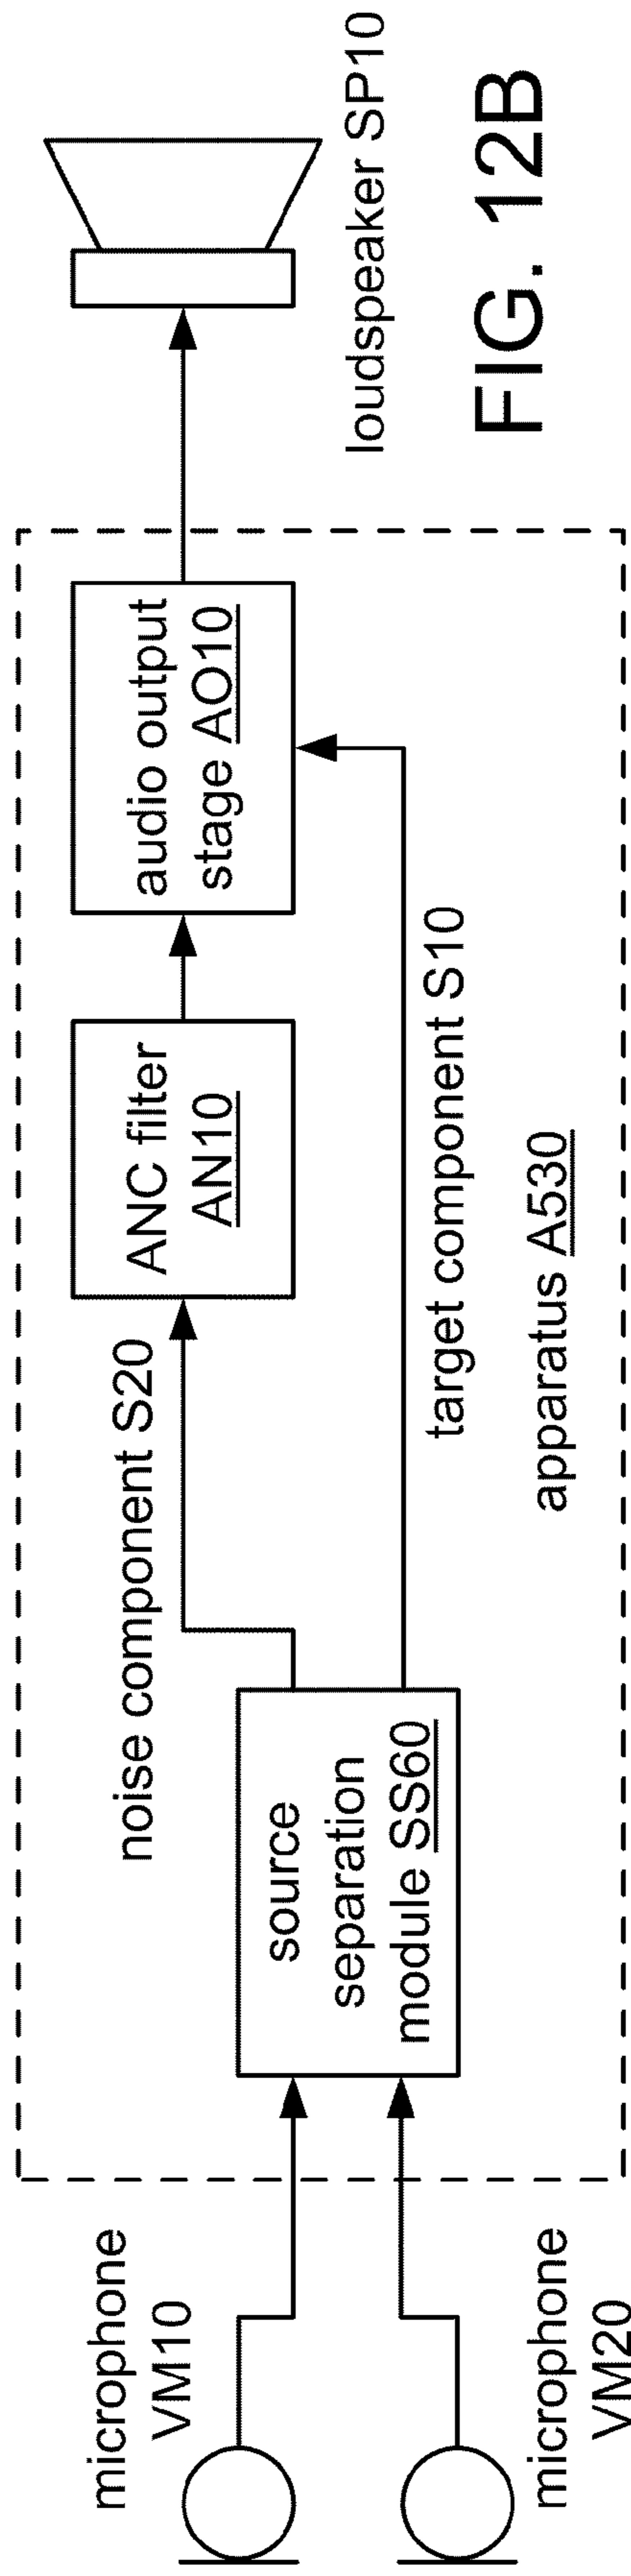 microphone
VM10
microphone
VM20
source
separation
module SS60
noise component S20
target component S10
ANC filter
AN10
audio output
stage AO10
apparatus A530
loudspeaker SP10
FIG. 12B